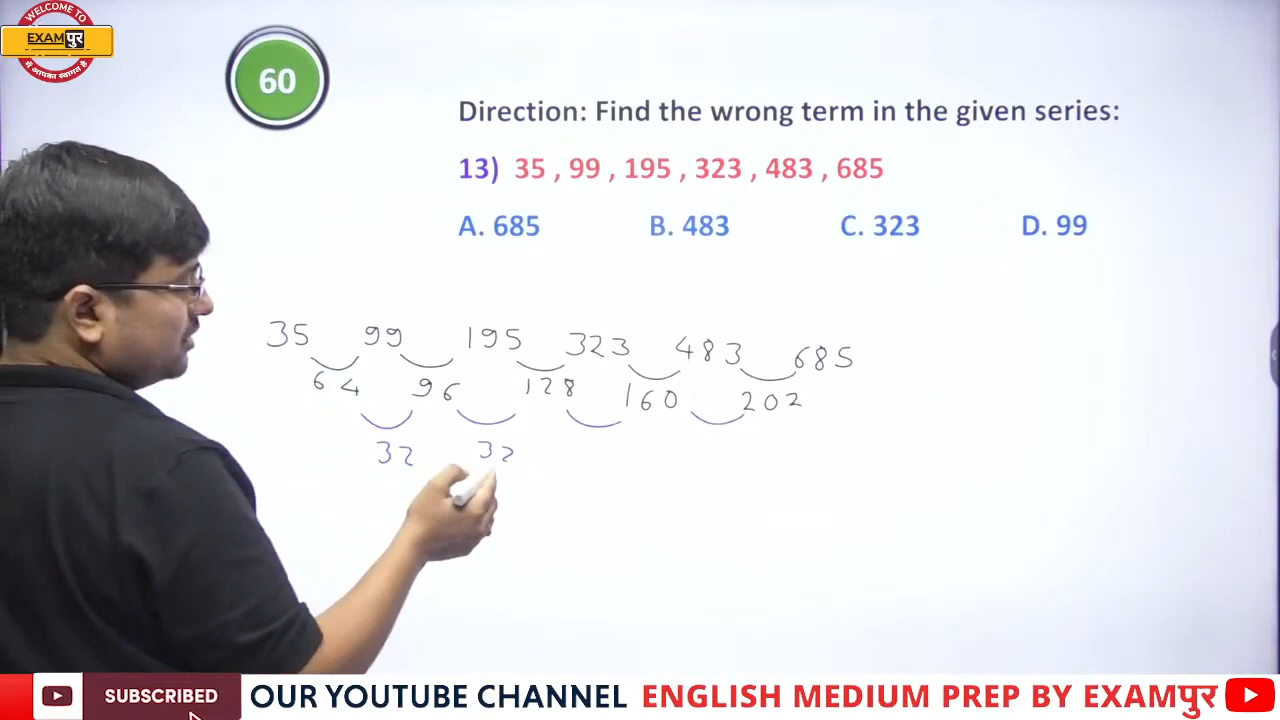 WELCOME TO
EXAMपुर
में आपका स्वागत है
60
Direction: Find the wrong term in the given series:
13) 35 , 99 , 195 , 323 , 483 , 685
A. 685 B. 483 C. 323 D. 99
35 99 195 323 483 685
64 96 128 160 202
32 32
SUBSCRIBED OUR YOUTUBE CHANNEL ENGLISH MEDIUM PREP BY EXAMपुर